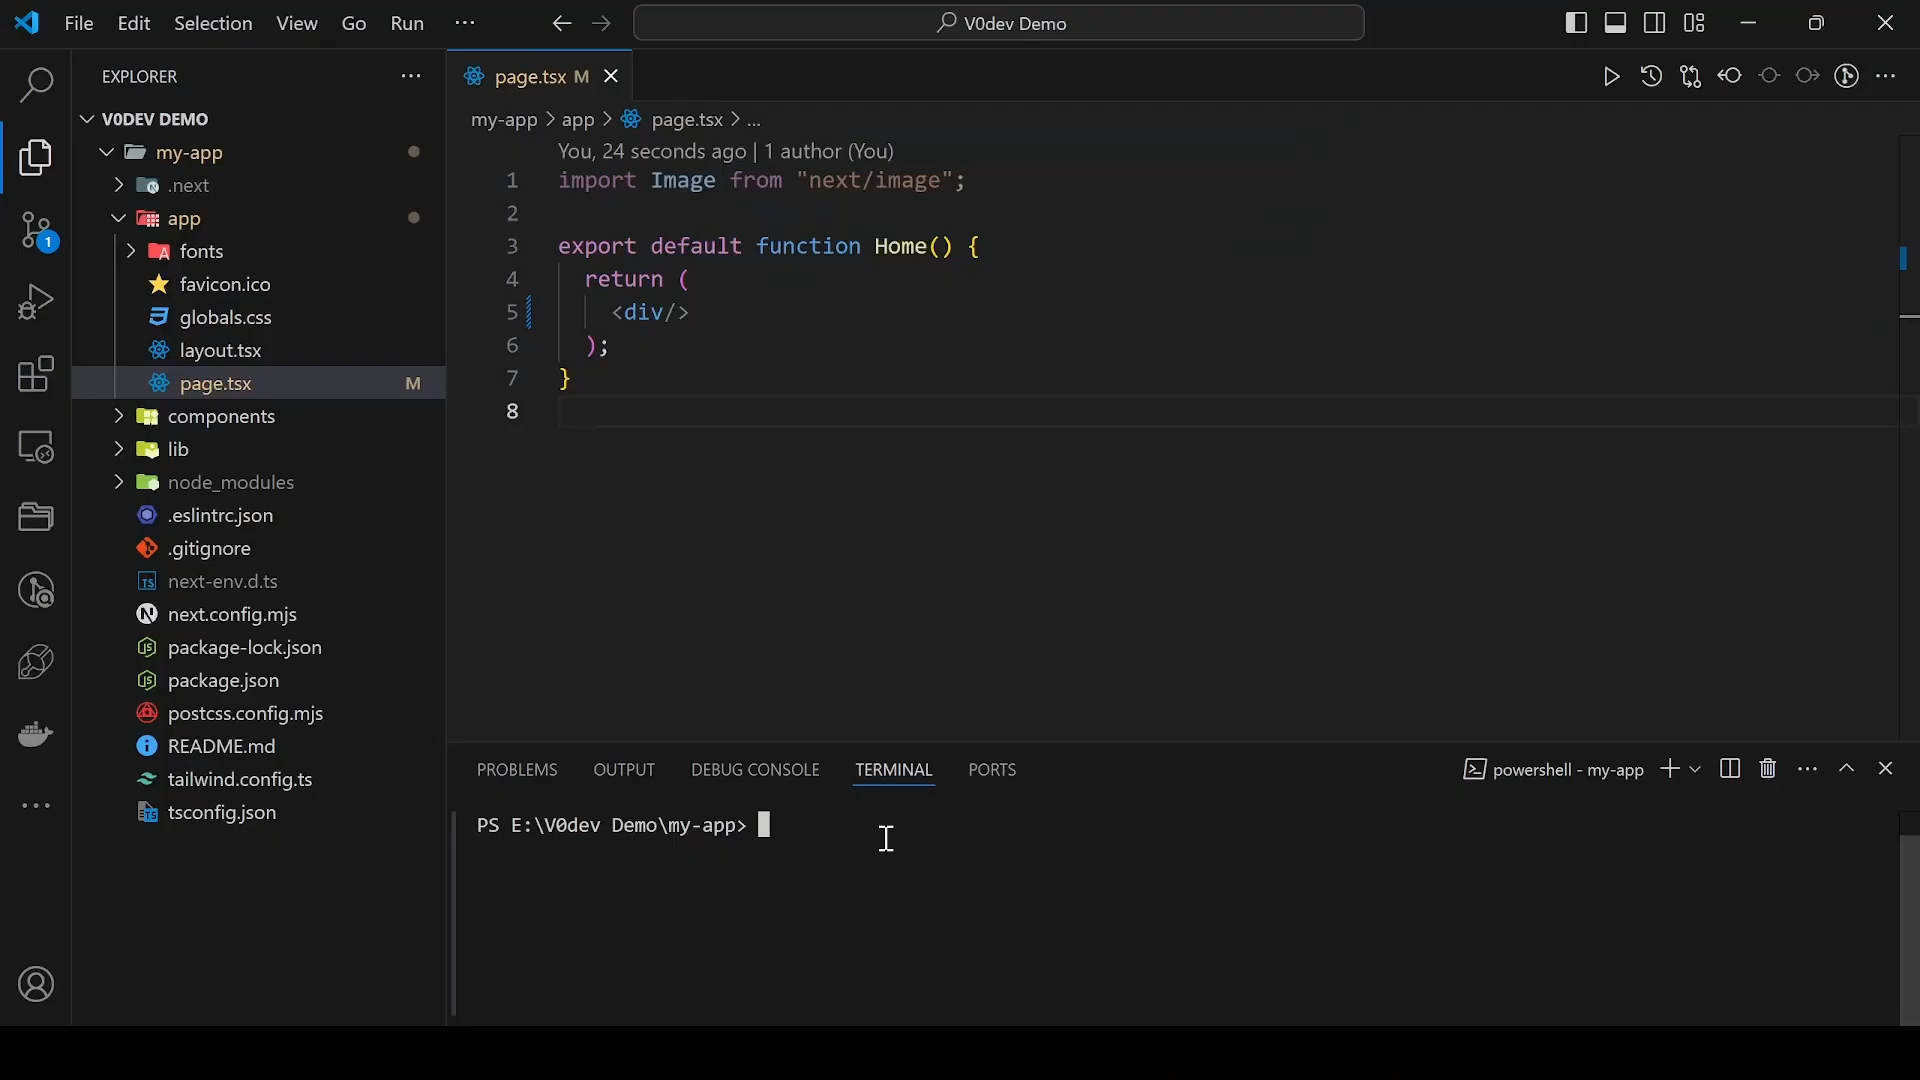 File Edit Selection View Go Run ··· V0dev Demo
EXPLORER
V0DEV DEMO
my-app
.next
app
fonts
favicon.ico
globals.css
layout.tsx
page.tsx M
components
lib
node_modules
.eslintrc.json
.gitignore
next-env.d.ts
next.config.mjs
package-lock.json
package.json
postcss.config.mjs
README.md
tailwind.config.ts
tsconfig.json
1
page.tsx M
my-app > app > page.tsx > ...
You, 24 seconds ago | 1 author (You)
1 import Image from "next/image";
2
3 export default function Home() {
4 return (
5 <div/>
6 );
7 }
8
PROBLEMS OUTPUT DEBUG CONSOLE TERMINAL PORTS powershell - my-app
PS E:\V0dev Demo\my-app>